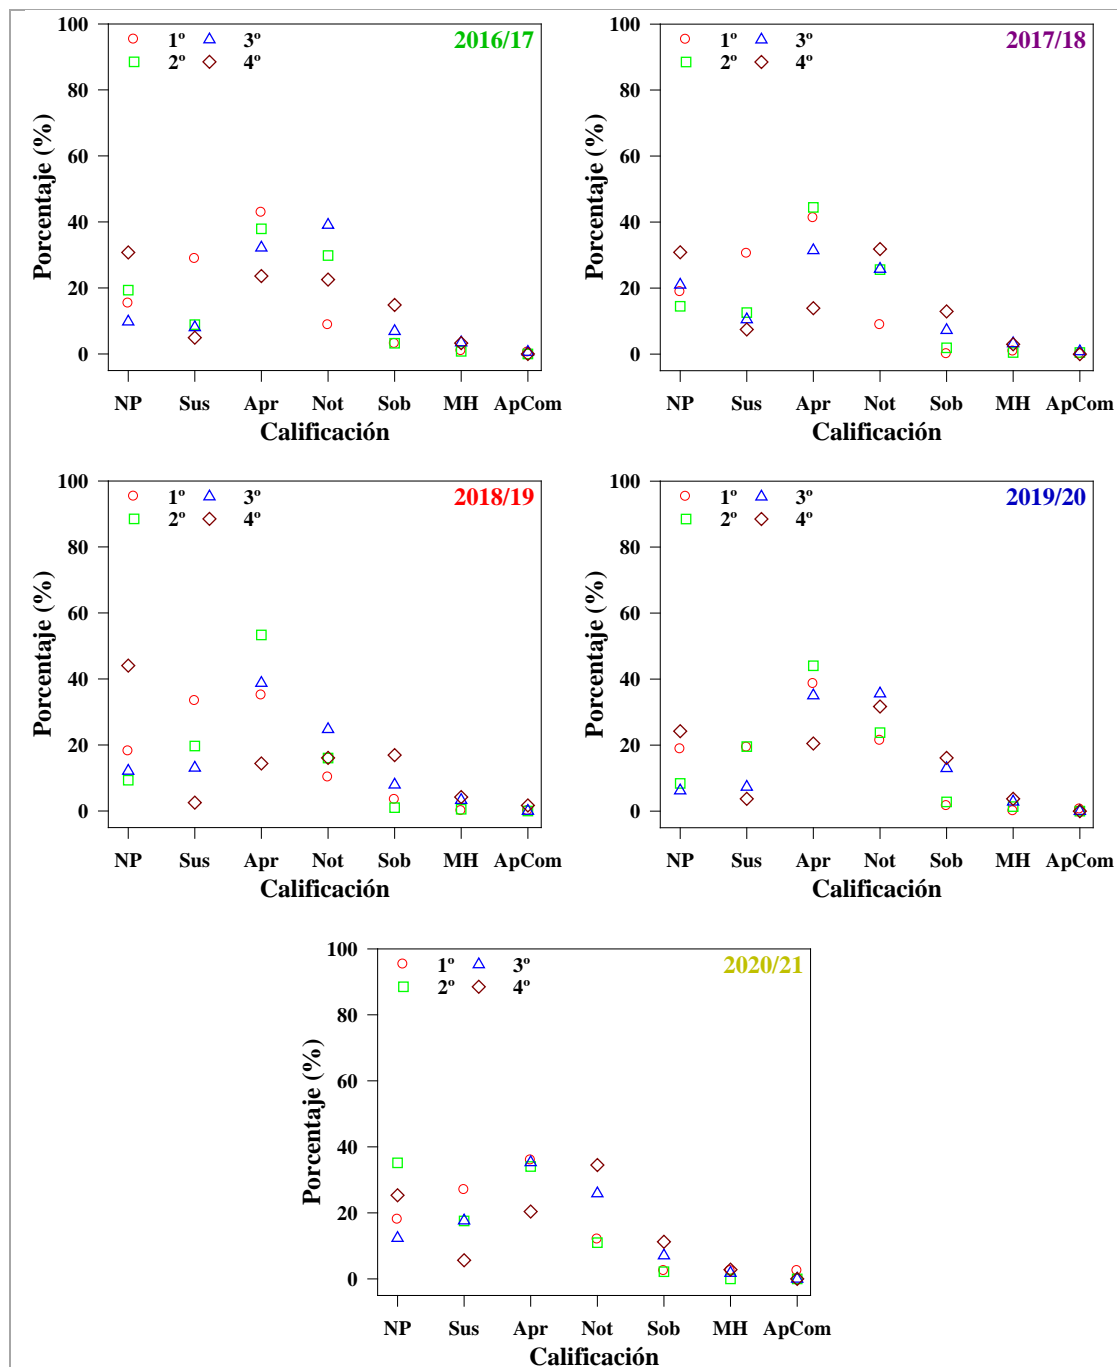 100
80
60
40
20
0
Porcentaje (%)
1º 3º
2º 4º
2016/17
NP Sus Apr Not Sob MH ApCom
Calificación
100
80
60
40
20
0
Porcentaje (%)
1º 3º
2º 4º
2017/18
NP Sus Apr Not Sob MH ApCom
Calificación
100
80
60
40
20
0
Porcentaje (%)
1º 3º
2º 4º
2018/19
NP Sus Apr Not Sob MH ApCom
Calificación
100
80
60
40
20
0
Porcentaje (%)
1º 3º
2º 4º
2019/20
NP Sus Apr Not Sob MH ApCom
Calificación
100
80
60
40
20
0
Porcentaje (%)
1º 3º
2º 4º
2020/21
NP Sus Apr Not Sob MH ApCom
Calificación